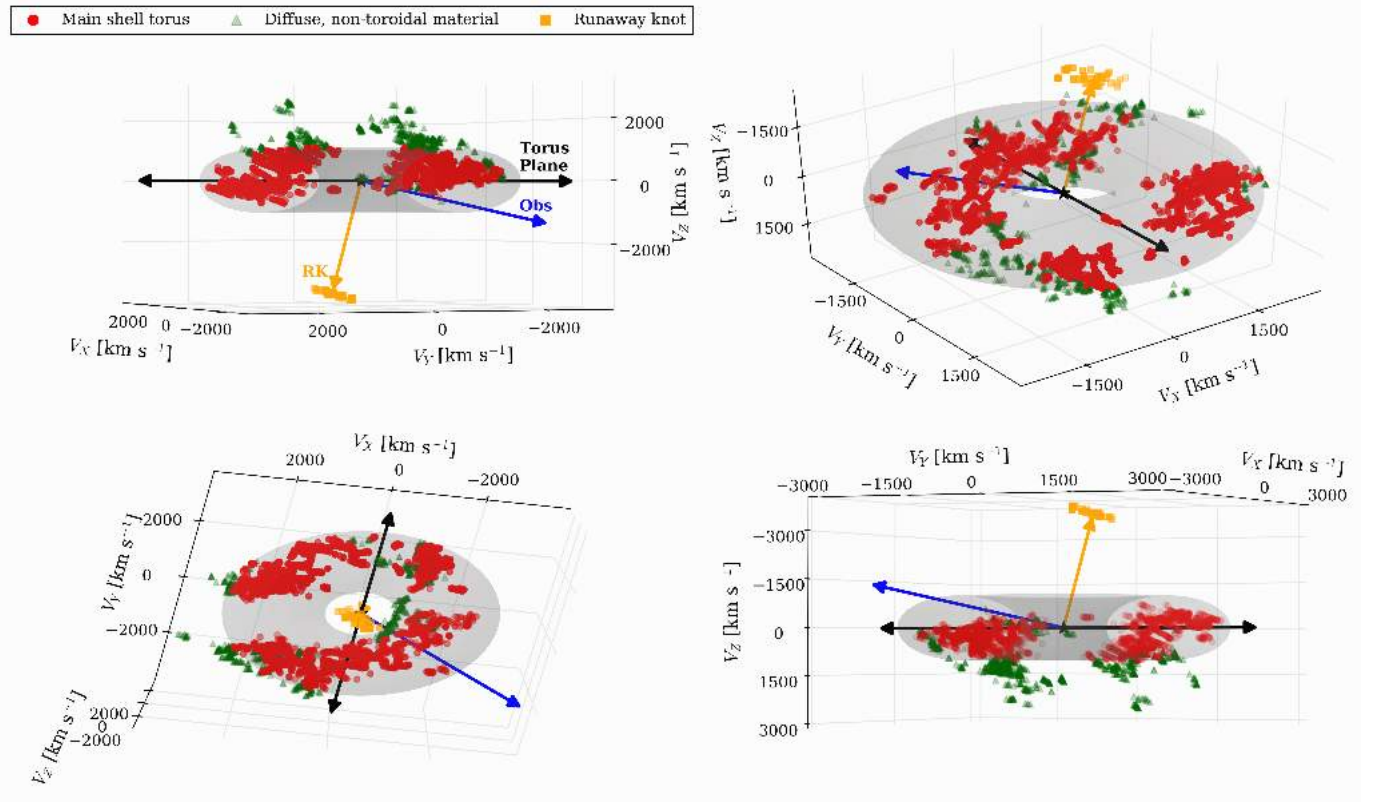 Main shell torus Diffuse, non-toroidal material Runaway knot
2000
0
−2000
V_Z [km s⁻¹]
Torus
Plane
Obs
RK
2000 0 −2000
V_X [km s⁻¹]
2000 0 −2000
V_Y [km s⁻¹]
−1500
0
1500
V_Z [km s⁻¹]
−1500
0
1500
V_Y [km s⁻¹]
−1500
0
1500
V_X [km s⁻¹]
V_X [km s⁻¹]
2000 0 −2000
−2000
0
−2000
V_Y [km s⁻¹]
2000
0
−2000
V_Z [km s⁻¹]
V_Y [km s⁻¹] V_X [km s⁻¹]
−3000 −1500 0 1500 3000 −3000 0 3000
−3000
−1500
0
1500
3000
V_Z [km s⁻¹]